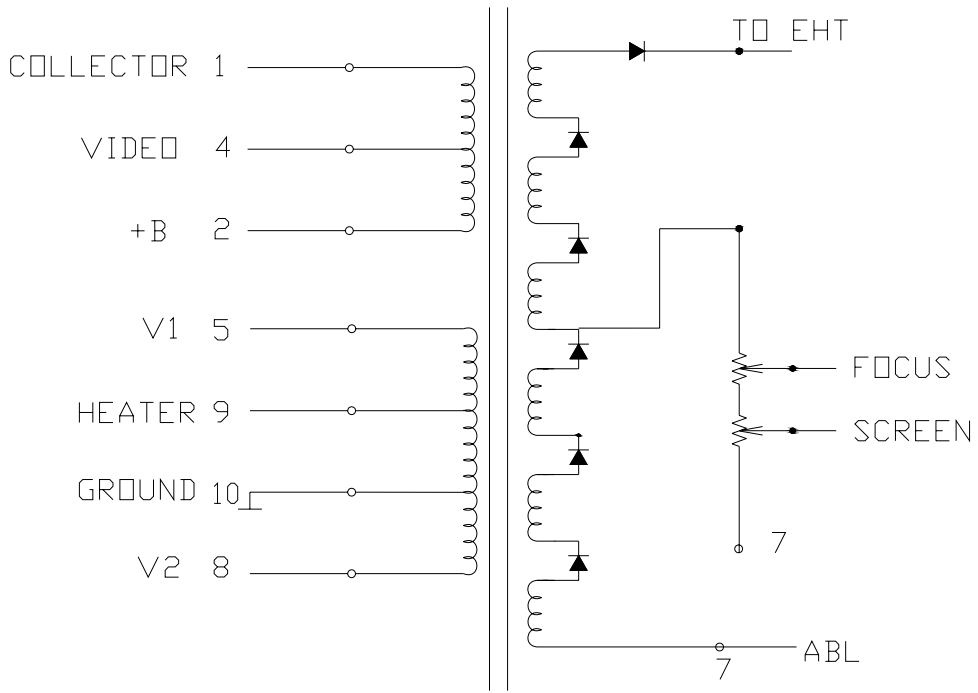 TO EHT
COLLECTOR 1
VIDEO 4
+B 2
V1 5
HEATER 9
GROUND 10
V2 8
FOCUS
SCREEN
7
ABL
7